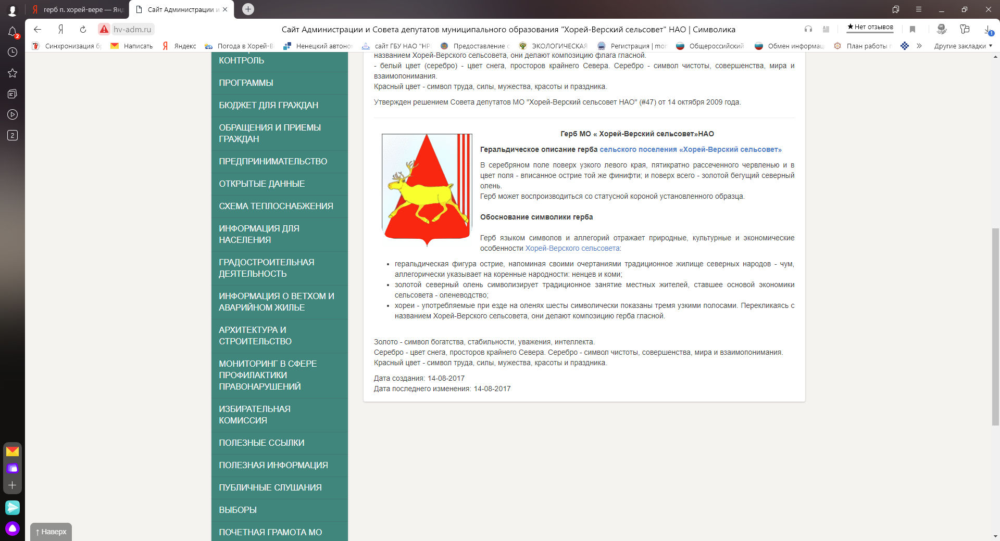 герб п. хорей-вере — Янд
Сайт Администрации и
hv-adm.ru
Сайт Администрации и Совета депутатов муниципального образования "Хорей-Верский сельсовет" НАО | Символика
★Нет отзывов
Синхронизация бр
Написать
Яндекс
Погода в Хорей-В
Ненецкий автоно
сайт ГБУ НАО "НР
Предоставление с
ЭКОЛОГИЧЕСКАЯ
Регистрация | mon
Общероссийский
Обмен информац
План работы п
Другие закладки
2
2
1
КОНТРОЛЬ
ПРОГРАММЫ
БЮДЖЕТ ДЛЯ ГРАЖДАН
ОБРАЩЕНИЯ И ПРИЕМЫ
ГРАЖДАН
ПРЕДПРИНИМАТЕЛЬСТВО
ОТКРЫТЫЕ ДАННЫЕ
СХЕМА ТЕПЛОСНАБЖЕНИЯ
ИНФОРМАЦИЯ ДЛЯ
НАСЕЛЕНИЯ
ГРАДОСТРОИТЕЛЬНАЯ
ДЕЯТЕЛЬНОСТЬ
ИНФОРМАЦИЯ О ВЕТХОМ И
АВАРИЙНОМ ЖИЛЬЕ
АРХИТЕКТУРА И
СТРОИТЕЛЬСТВО
МОНИТОРИНГ В СФЕРЕ
ПРОФИЛАКТИКИ
ПРАВОНАРУШЕНИЙ
ИЗБИРАТЕЛЬНАЯ
КОМИССИЯ
ПОЛЕЗНЫЕ ССЫЛКИ
ПОЛЕЗНАЯ ИНФОРМАЦИЯ
ПУБЛИЧНЫЕ СЛУШАНИЯ
ВЫБОРЫ
ПОЧЕТНАЯ ГРАМОТА МО
↑ Наверх
названием Хорей-Верского сельсовета, они делают композицию флага гласной.
- белый цвет (серебро) - цвет снега, просторов крайнего Севера. Серебро - символ чистоты, совершенства, мира и
взаимопонимания.
Красный цвет - символ труда, силы, мужества, красоты и праздника.
Утвержден решением Совета депутатов МО "Хорей-Верский сельсовет НАО" (#47) от 14 октября 2009 года.
Герб МО « Хорей-Верский сельсовет»НАО
Геральдическое описание герба сельского поселения «Хорей-Верский сельсовет»
В серебряном поле поверх узкого левого края, пятикратно рассеченного червленью и в
цвет поля - вписанное острие той же финифти; и поверх всего - золотой бегущий северный
олень.
Герб может воспроизводиться со статусной короной установленного образца.
Обоснование символики герба
Герб языком символов и аллегорий отражает природные, культурные и экономические
особенности Хорей-Верского сельсовета:
• геральдическая фигура острие, напоминая своими очертаниями традиционное жилище северных народов - чум,
аллегорически указывает на коренные народности: ненцев и коми;
• золотой северный олень символизирует традиционное занятие местных жителей, ставшее основой экономики
сельсовета - оленеводство;
• хореи - употребляемые при езде на оленях шесты символически показаны тремя узкими полосами. Перекликаясь с
названием Хорей-Верского сельсовета, они делают композицию герба гласной.
Золото - символ богатства, стабильности, уважения, интеллекта.
Серебро - цвет снега, просторов крайнего Севера. Серебро - символ чистоты, совершенства, мира и взаимопонимания.
Красный цвет - символ труда, силы, мужества, красоты и праздника.
Дата создания: 14-08-2017
Дата последнего изменения: 14-08-2017